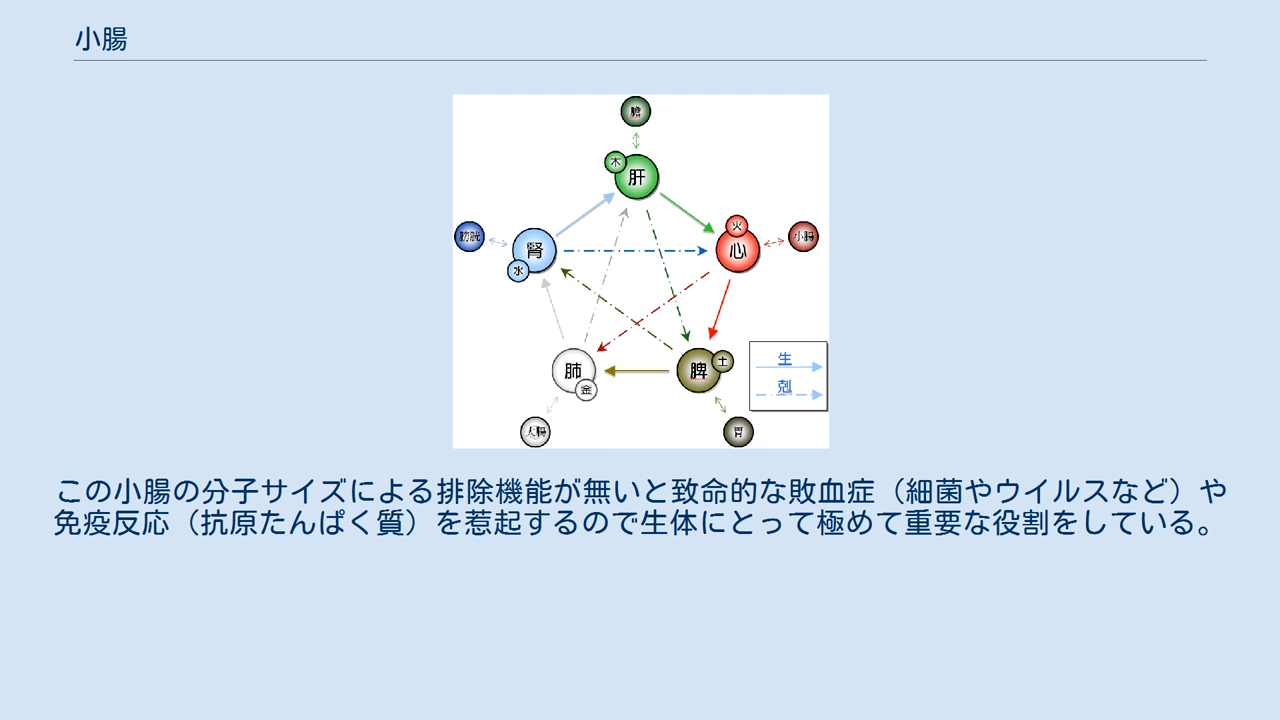 小腸
膽
木
肝
火
心
小腸
膀胱
腎
水
肺
金
脾
土
生
剋
大腸
胃
この小腸の分子サイズによる排除機能が無いと致命的な敗血症（細菌やウイルスなど）や
免疫反応（抗原たんぱく質）を惹起するので生体にとって極めて重要な役割をしている。